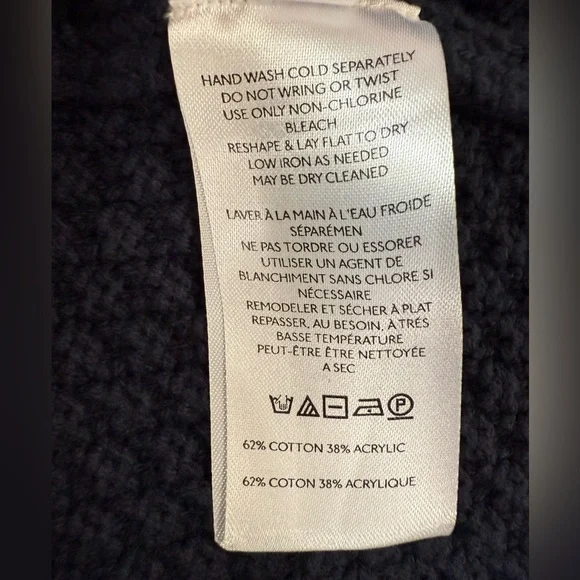 HAND WASH COLD SEPARATELY
DO NOT WRING OR TWIST
USE ONLY NON-CHLORINE
BLEACH
RESHAPE & LAY FLAT TO DRY
LOW IRON AS NEEDED
MAY BE DRY CLEANED
LAVER À LA MAIN À L'EAU FROIDE
SÉPARÉMEN
NE PAS TORDRE OU ESSORER
UTILISER UN AGENT DE
BLANCHIMENT SANS CHLORE SI
NÉCESSAIRE
REMODELER ET SÉCHER À PLAT
REPASSER, AU BESOIN, À TRÉS
BASSE TEMPÉRATURE
PEUT-ÊTRE ÊTRE NETTOYÉE
A SEC
P
62% COTTON 38% ACRYLIC
62% COTON 38% ACRYLIQUE